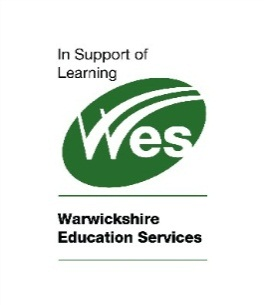 In Support of
Learning
Wes
Warwickshire
Education Services